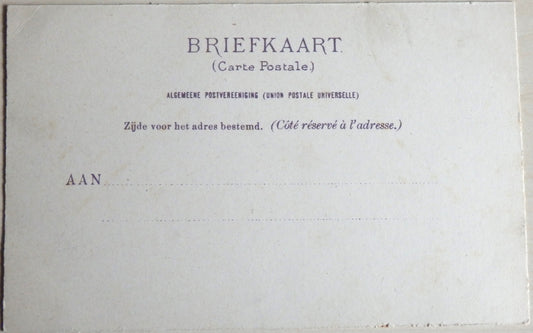 BRIEFKAART.
(Carte Postale.)
ALGEMEENE POSTVEREENIGING (UNION POSTALE UNIVERSELLE)
Zijde voor het adres bestemd. (Côté réservé à l'adresse.)
AAN